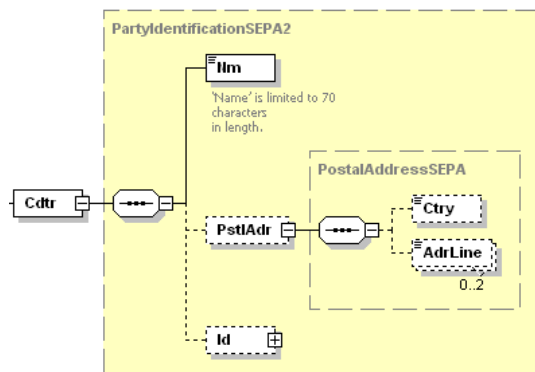 PartyIdentificationSEPA2
Nm
'Name' is limited to 70
characters
in length.
PostalAddressSEPA
Cdtr
Ctry
PstlAdr
AdrLine
0..2
Id